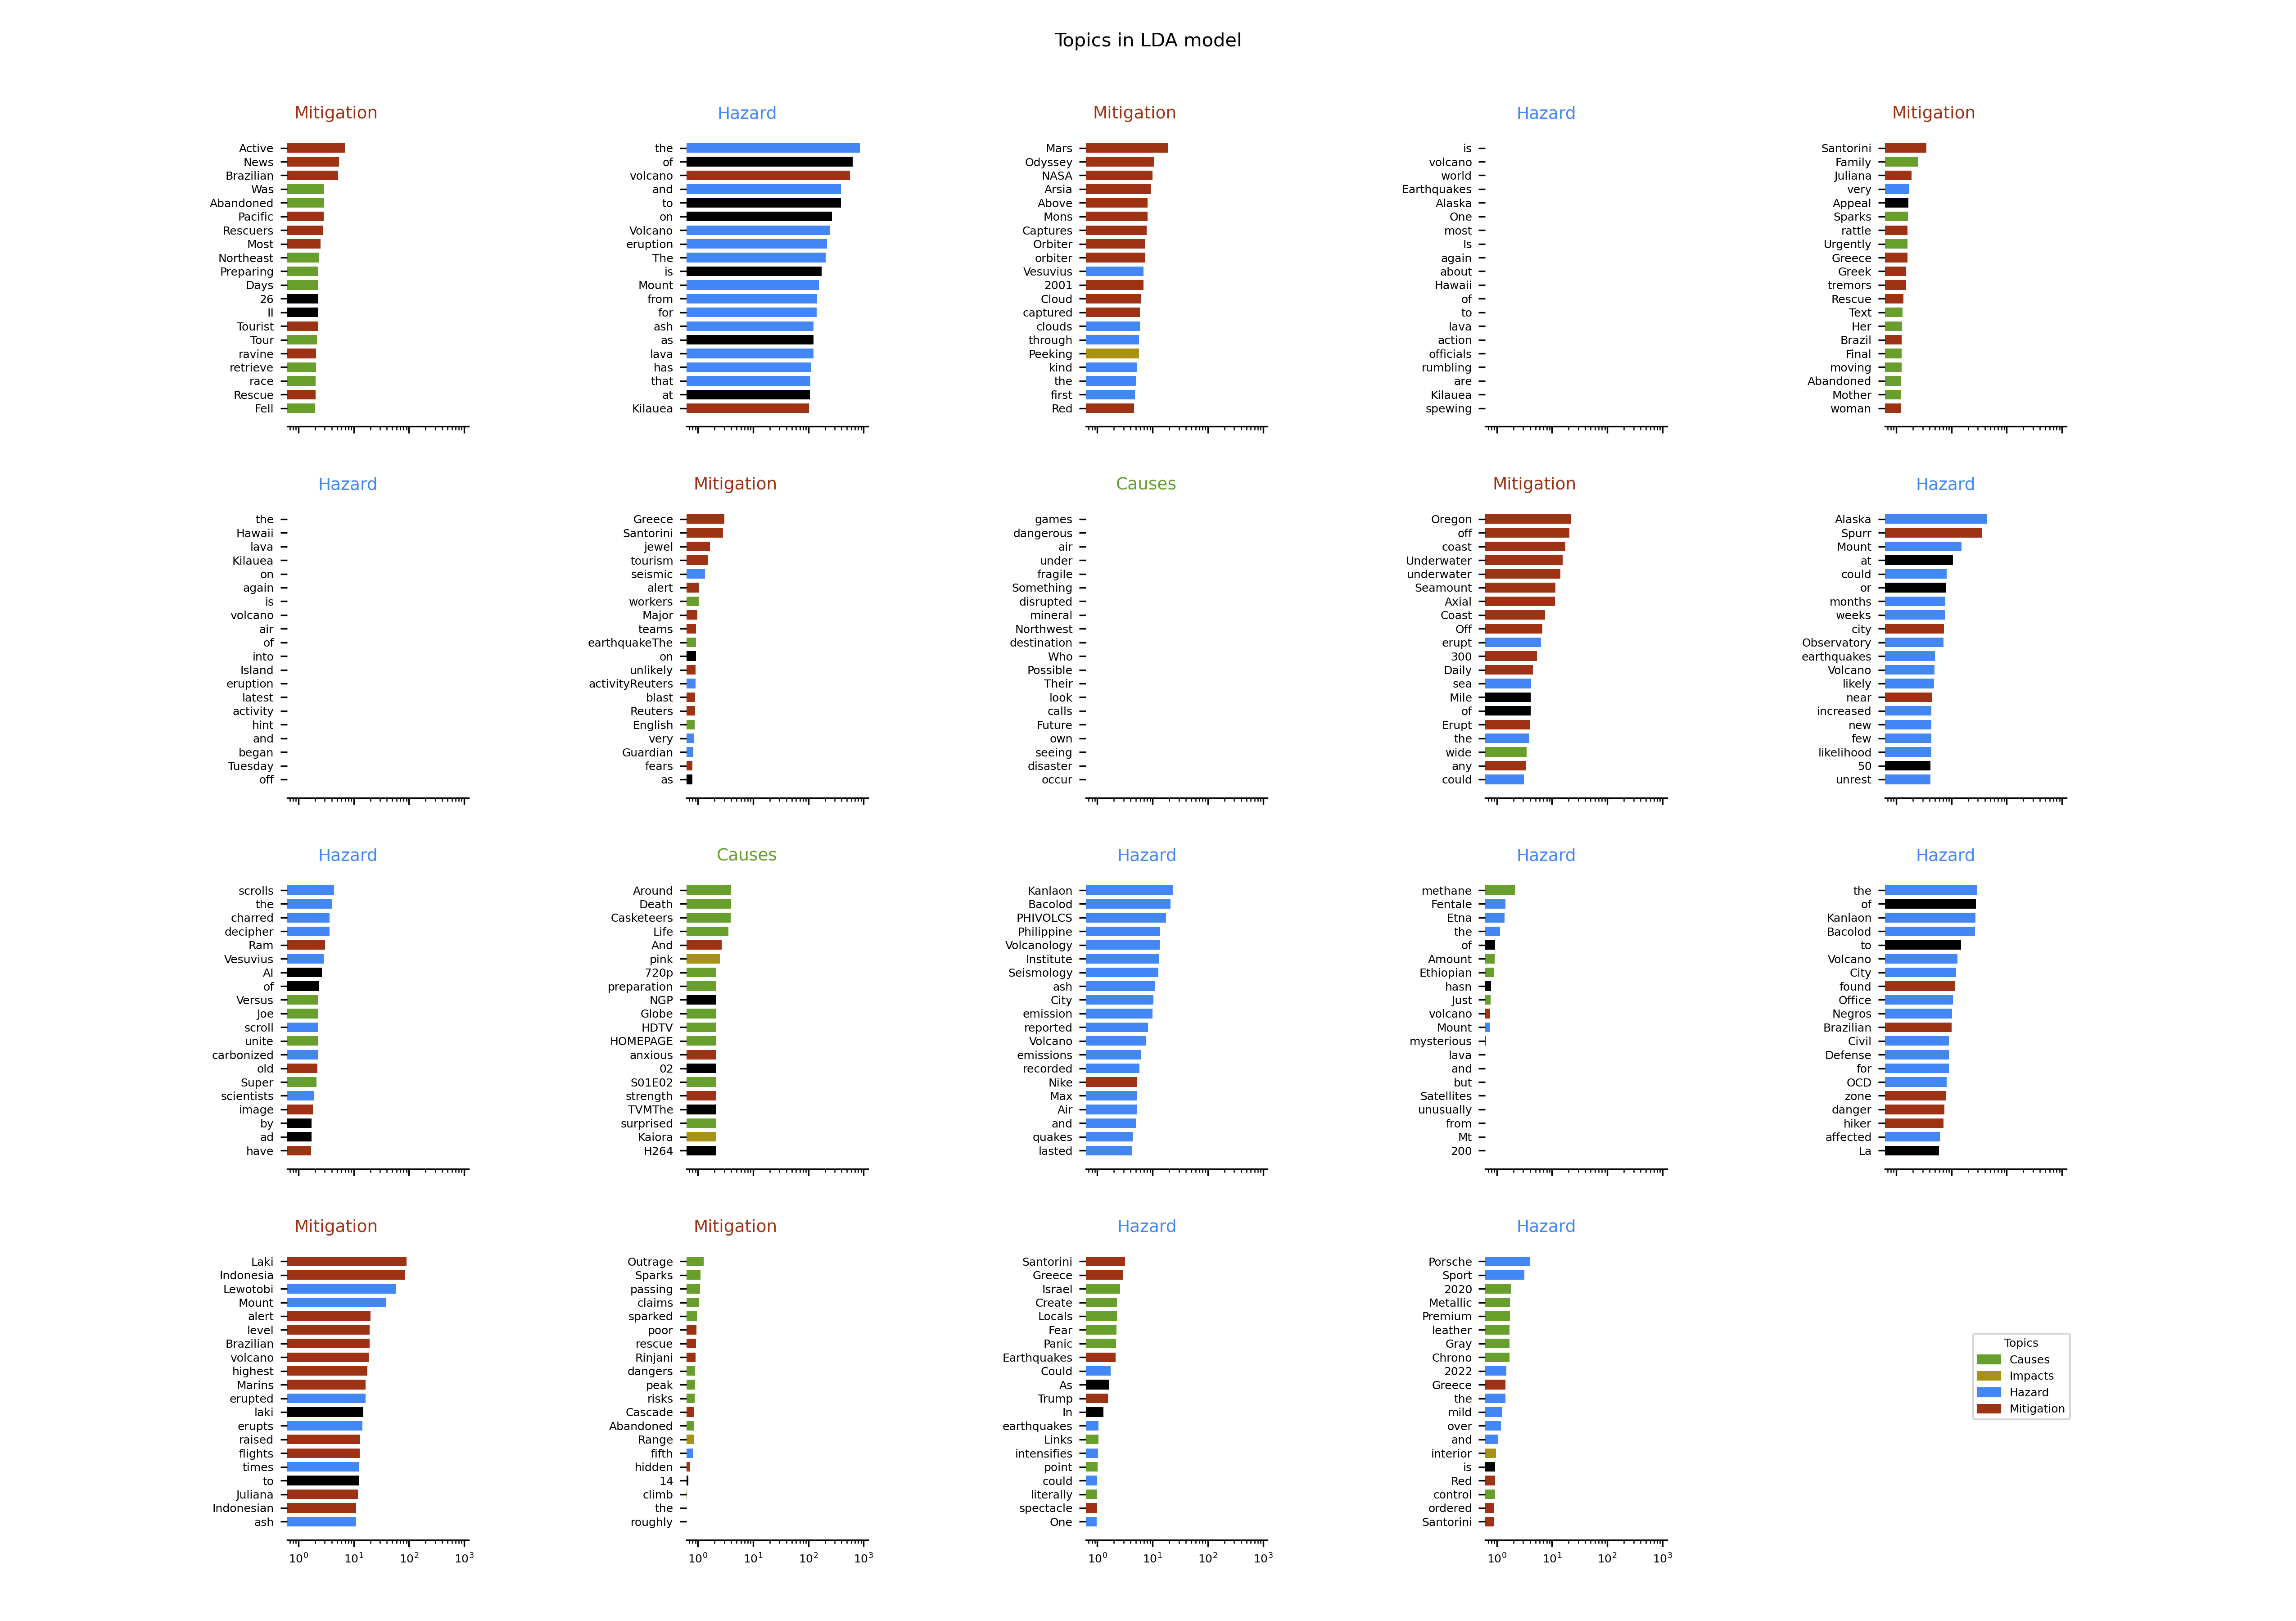 Topics in LDA model
Mitigation
Active
News
Brazilian
Was
Abandoned
Pacific
Rescuers
Most
Northeast
Preparing
Days
26
II
Tourist
Tour
ravine
retrieve
race
Rescue
Fell
Hazard
the
of
volcano
and
to
on
Volcano
eruption
The
is
Mount
from
for
ash
as
lava
has
that
at
Kilauea
Mitigation
Mars
Odyssey
NASA
Arsia
Above
Mons
Captures
Orbiter
orbiter
Vesuvius
2001
Cloud
captured
clouds
through
Peeking
kind
the
first
Red
Hazard
is
volcano
world
Earthquakes
Alaska
One
most
Is
again
about
Hawaii
of
to
lava
action
officials
rumbling
are
Kilauea
spewing
Mitigation
Santorini
Family
Juliana
very
Appeal
Sparks
rattle
Urgently
Greece
Greek
tremors
Rescue
Text
Her
Brazil
Final
moving
Abandoned
Mother
woman
Hazard
the
Hawaii
lava
Kilauea
on
again
is
volcano
air
of
into
Island
eruption
latest
activity
hint
and
began
Tuesday
off
Mitigation
Greece
Santorini
jewel
tourism
seismic
alert
workers
Major
teams
earthquakeThe
on
unlikely
activityReuters
blast
Reuters
English
very
Guardian
fears
as
Causes
games
dangerous
air
under
fragile
Something
disrupted
mineral
Northwest
destination
Who
Possible
Their
look
calls
Future
own
seeing
disaster
occur
Mitigation
Oregon
off
coast
Underwater
underwater
Seamount
Axial
Coast
Off
erupt
300
Daily
sea
Mile
of
Erupt
the
wide
any
could
Hazard
Alaska
Spurr
Mount
at
could
or
months
weeks
city
Observatory
earthquakes
Volcano
likely
near
increased
new
few
likelihood
50
unrest
Hazard
scrolls
the
charred
decipher
Ram
Vesuvius
AI
of
Versus
Joe
scroll
unite
carbonized
old
Super
scientists
image
by
ad
have
Causes
Around
Death
Casketeers
Life
And
pink
720p
preparation
NGP
Globe
HDTV
HOMEPAGE
anxious
02
S01E02
strength
TVMThe
surprised
Kaiora
H264
Hazard
Kanlaon
Bacolod
PHIVOLCS
Philippine
Volcanology
Institute
Seismology
ash
City
emission
reported
Volcano
emissions
recorded
Nike
Max
Air
and
quakes
lasted
Hazard
methane
Fentale
Etna
the
of
Amount
Ethiopian
hasn
Just
volcano
Mount
mysterious
lava
and
but
Satellites
unusually
from
Mt
200
Hazard
the
of
Kanlaon
Bacolod
to
Volcano
City
found
Office
Negros
Brazilian
Civil
Defense
for
OCD
zone
danger
hiker
affected
La
Mitigation
Laki
Indonesia
Lewotobi
Mount
alert
level
Brazilian
volcano
highest
Marins
erupted
laki
erupts
raised
flights
times
to
Juliana
Indonesian
ash
10⁰ 10¹ 10² 10³
Mitigation
Outrage
Sparks
passing
claims
sparked
poor
rescue
Rinjani
dangers
peak
risks
Cascade
Abandoned
Range
fifth
hidden
14
climb
the
roughly
10⁰ 10¹ 10² 10³
Hazard
Santorini
Greece
Israel
Create
Locals
Fear
Panic
Earthquakes
Could
As
Trump
In
earthquakes
Links
intensifies
point
could
literally
spectacle
One
10⁰ 10¹ 10² 10³
Hazard
Porsche
Sport
2020
Metallic
Premium
leather
Gray
Chrono
2022
Greece
the
mild
over
and
interior
is
Red
control
ordered
Santorini
10⁰ 10¹ 10² 10³
Topics
Causes
Impacts
Hazard
Mitigation